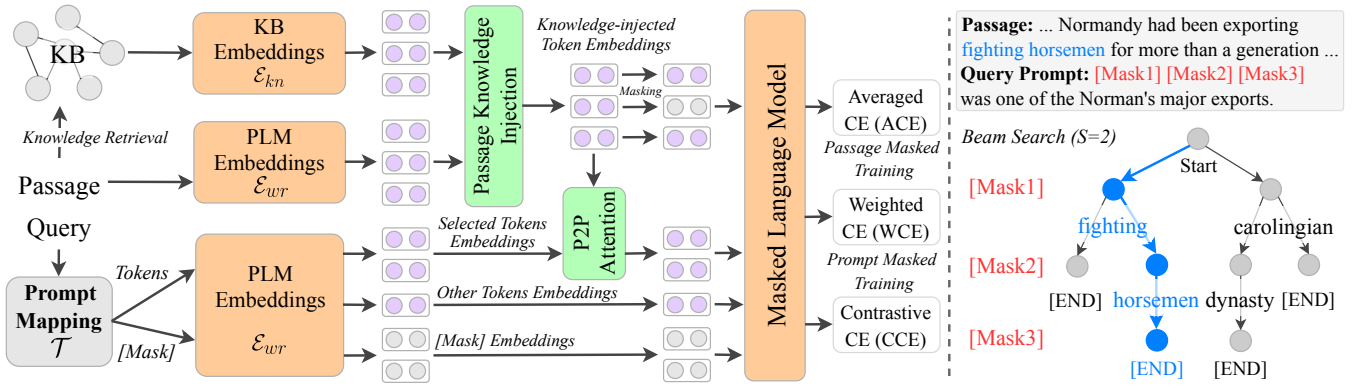 KB
Knowledge Retrieval
Passage
Query
Prompt
Mapping
𝒯
Tokens
[Mask]
KB
Embeddings
ℰkn
PLM
Embeddings
ℰwr
PLM
Embeddings
ℰwr
Passage Knowledge
Injection
Knowledge-injected
Token Embeddings
Masking
P2P
Attention
Selected Tokens
Embeddings
Other Tokens Embeddings
[Mask] Embeddings
Masked Language Model
Averaged
CE (ACE)
Passage Masked
Training
Weighted
CE (WCE)
Prompt Masked
Training
Contrastive
CE (CCE)
Passage: ... Normandy had been exporting
fighting horsemen for more than a generation ...
Query Prompt: [Mask1] [Mask2] [Mask3]
was one of the Norman's major exports.
Beam Search (S=2)
Start
[Mask1]
fighting
carolingian
[Mask2]
[END]
horsemen
dynasty
[END]
[Mask3]
[END]
[END]